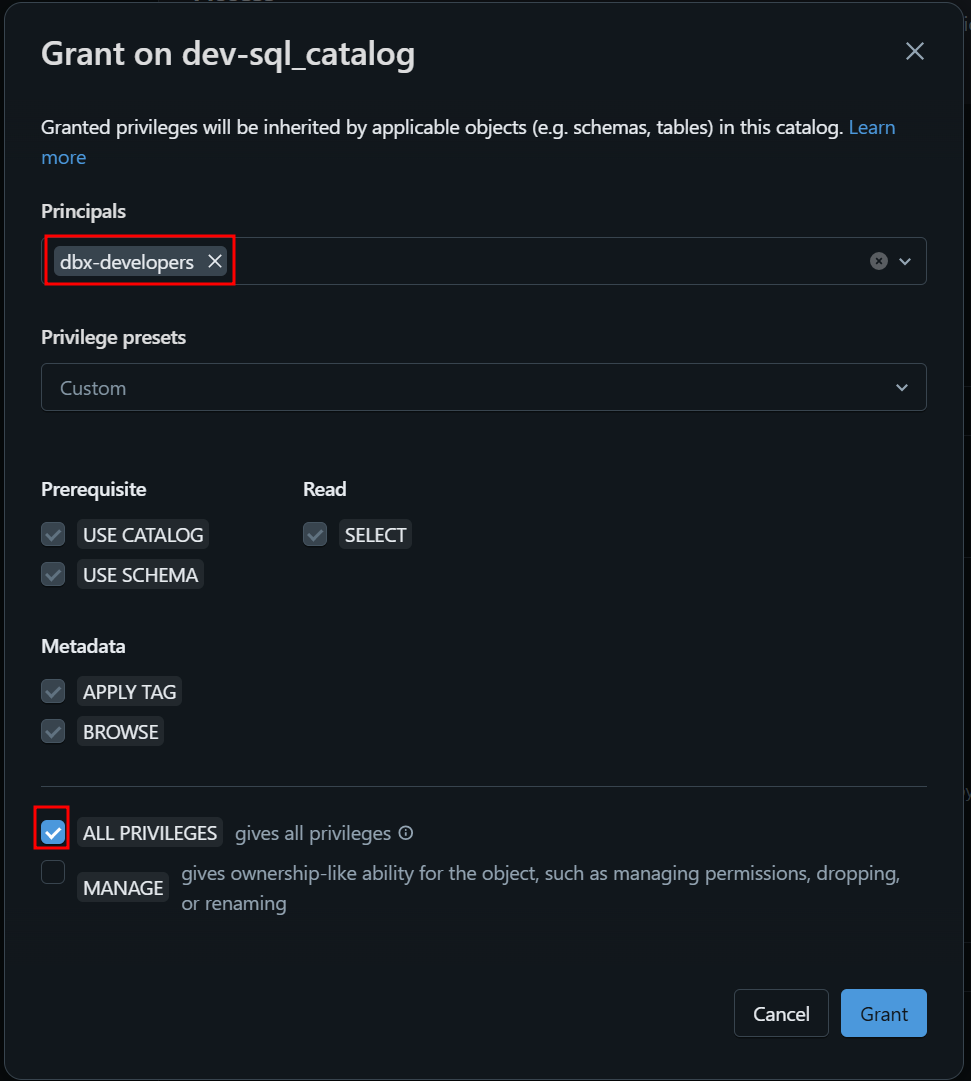 Grant on dev-sql_catalog
Granted privileges will be inherited by applicable objects (e.g. schemas, tables) in this catalog. Learn
more
Principals
dbx-developers
Privilege presets
Custom
Prerequisite
USE CATALOG
USE SCHEMA
Read
SELECT
Metadata
APPLY TAG
BROWSE
ALL PRIVILEGES gives all privileges
MANAGE gives ownership-like ability for the object, such as managing permissions, dropping,
or renaming
Cancel
Grant